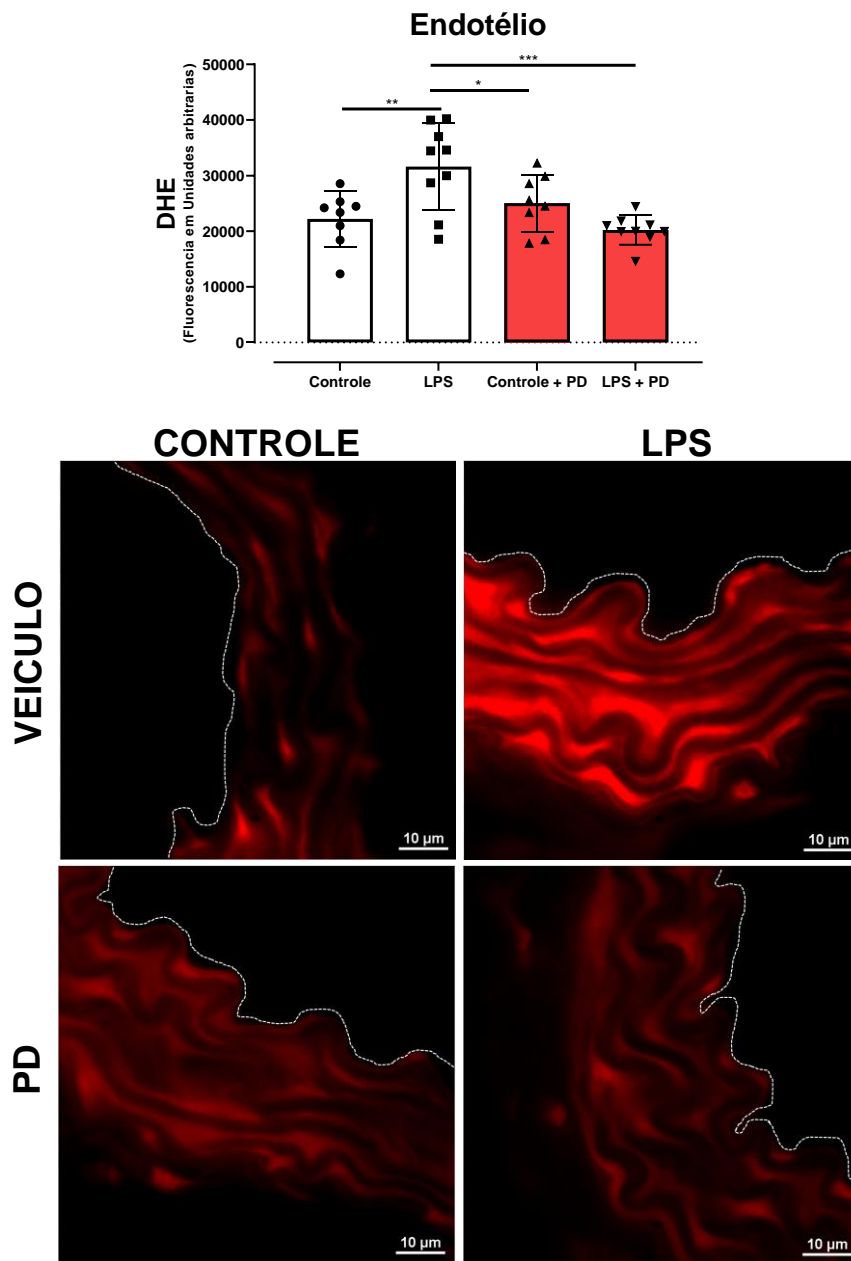 Endotélio
DHE
(Fluorescencia em Unidades arbitrarias)
50000
40000
30000
20000
10000
0
***
*
**
Controle
LPS
Controle + PD
LPS + PD
CONTROLE
LPS
VEICULO
10 µm
10 µm
PD
10 µm
10 µm